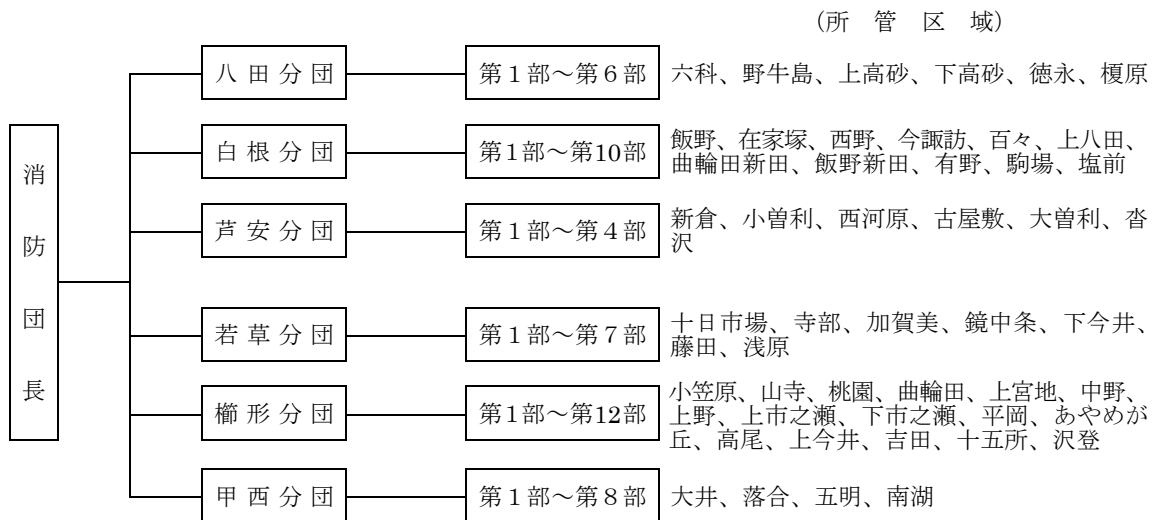 (所 管 区 域)
消防団長
八田分団
第1部～第6部
六科、野牛島、上高砂、下高砂、徳永、榎原
白根分団
第1部～第10部
飯野、在家塚、西野、今諏訪、百々、上八田、
曲輪田新田、飯野新田、有野、駒場、塩前
芦安分団
第1部～第4部
新倉、小曽利、西河原、古屋敷、大曽利、沓
沢
若草分団
第1部～第7部
十日市場、寺部、加賀美、鏡中条、下今井、
藤田、浅原
櫛形分団
第1部～第12部
小笠原、山寺、桃園、曲輪田、上宮地、中野、
上野、上市之瀬、下市之瀬、平岡、あやめが
丘、高尾、上今井、吉田、十五所、沢登
甲西分団
第1部～第8部
大井、落合、五明、南湖